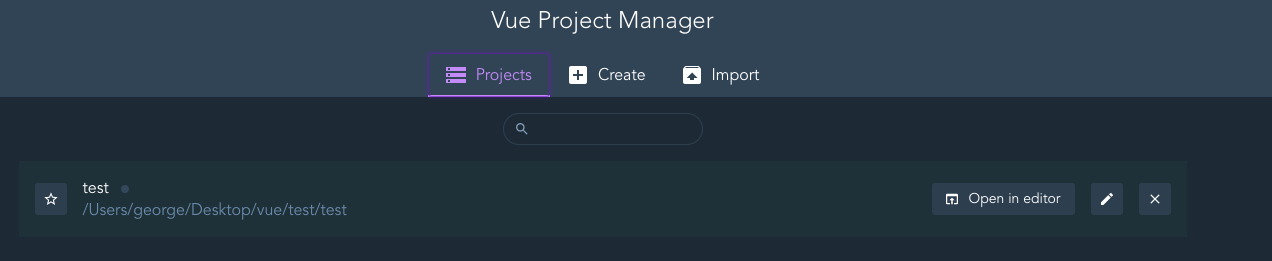 Vue Project Manager
Projects Create Import
test
/Users/george/Desktop/vue/test/test
Open in editor